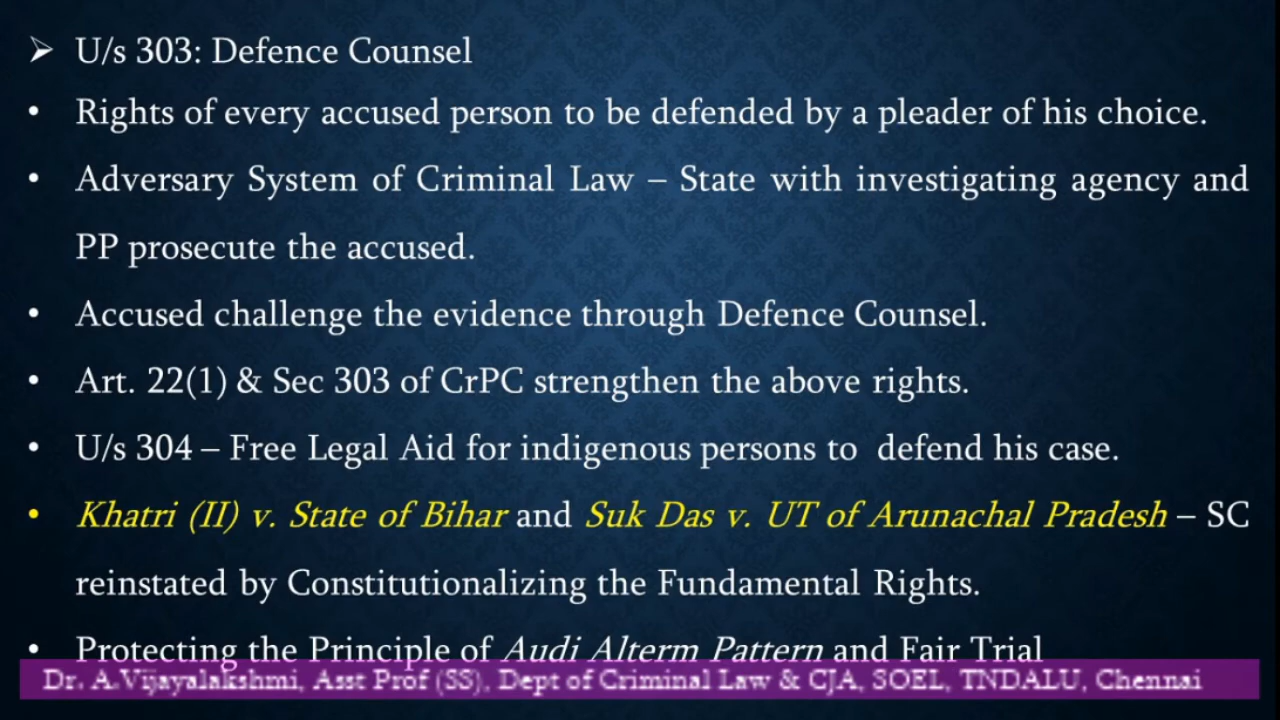 ➢ U/s 303: Defence Counsel
• Rights of every accused person to be defended by a pleader of his choice.
• Adversary System of Criminal Law – State with investigating agency and
PP prosecute the accused.
• Accused challenge the evidence through Defence Counsel.
• Art. 22(1) & Sec 303 of CrPC strengthen the above rights.
• U/s 304 – Free Legal Aid for indigenous persons to  defend his case.
• Khatri (II) v. State of Bihar and Suk Das v. UT of Arunachal Pradesh – SC
reinstated by Constitutionalizing the Fundamental Rights.
• Protecting the Principle of Audi Alterm Pattern and Fair Trial
Dr. A.Vijayalakshmi, Asst Prof (SS), Dept of Criminal Law & CJA, SOEL, TNDALU, Chennai